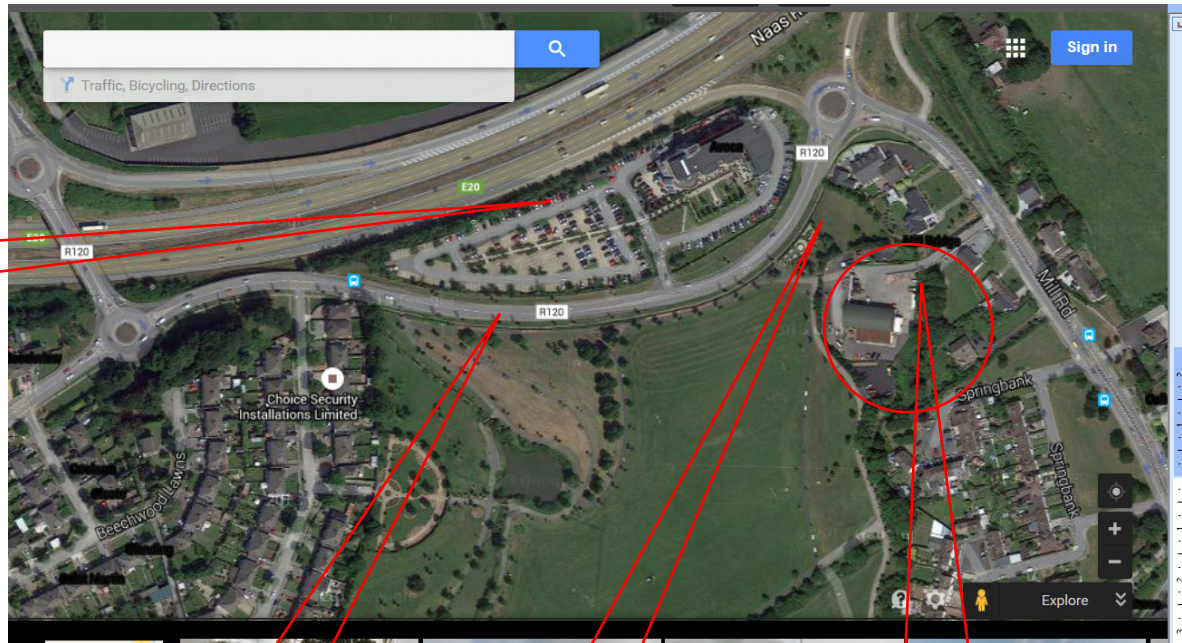 Naas R
Sign in
Traffic, Bicycling, Directions
Avoca
R120
E20
R120
R120
Mill Rd
Choice Security
Installations Limited
Springbank
Springbank
Beechwood Lawns
Explore